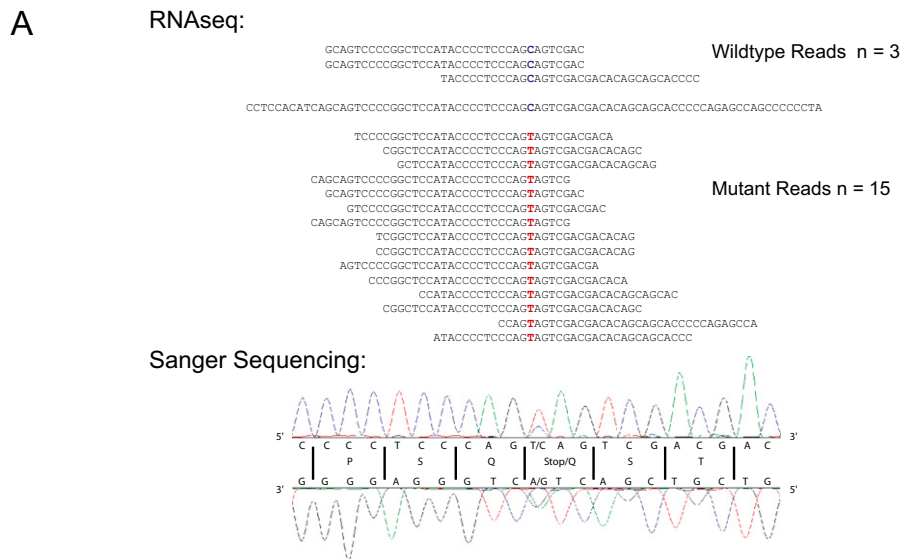 A
RNAseq:
GCAGTCCCCGGCTCCATACCCCTCCCAGCAGTCGAC
Wildtype Reads n = 3
GCAGTCCCCGGCTCCATACCCCTCCCAGCAGTCGAC
TACCCCTCCCAGCAGTCGACGACACAGCAGCACCCC
CCTCCACATCAGCAGTCCCCGGCTCCATACCCCTCCCAGCAGTCGACGACACAGCAGCACCCCCAGAGCCAGCCCCCCTA
TCCCCGGCTCCATACCCCTCCCAGTAGTCGACGACA
CGGCTCCATACCCCTCCCAGTAGTCGACGACACAGC
GCTCCATACCCCTCCCAGTAGTCGACGACACAGCAG
CAGCAGTCCCCGGCTCCATACCCCTCCCAGTAGTCG
Mutant Reads n = 15
GCAGTCCCCGGCTCCATACCCCTCCCAGTAGTCGAC
GTCCCCGGCTCCATACCCCTCCCAGTAGTCGACGAC
CAGCAGTCCCCGGCTCCATACCCCTCCCAGTAGTCG
TCGGCTCCATACCCCTCCCAGTAGTCGACGACACAG
CCGGCTCCATACCCCTCCCAGTAGTCGACGACACAG
AGTCCCCGGCTCCATACCCCTCCCAGTAGTCGACGA
CCCGGCTCCATACCCCTCCCAGTAGTCGACGACACA
CCATACCCCTCCCAGTAGTCGACGACACAGCAGCAC
CGGCTCCATACCCCTCCCAGTAGTCGACGACACAGC
CCAGTAGTCGACGACACAGCAGCACCCCCAGAGCCA
ATACCCCTCCCAGTAGTCGACGACACAGCAGCACCC
Sanger Sequencing:
5' 3'
C C C C T C C C A G T/C A G T C G A C G A C
P S Q Stop/Q S T
G G G G A G G G T C A/G T C A G C T G C T G
3' 5'